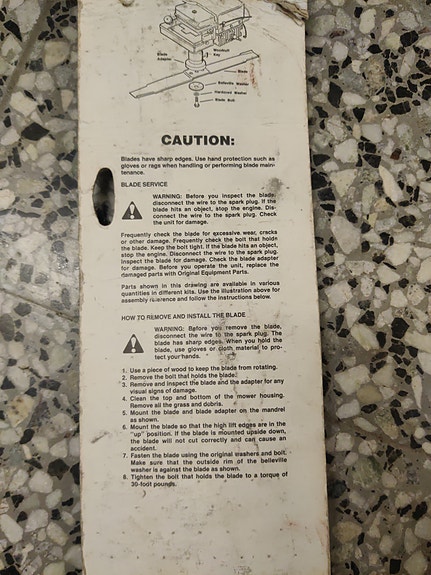 Blade
Adapter
Woodruff
Key
Blade
Belleville Washer
Hardened Washer
Blade Bolt
CAUTION:
Blades have sharp edges. Use hand protection such as
gloves or rags when handling or performing blade main-
tenance.
BLADE SERVICE
WARNING: Before you inspect the blade,
disconnect the wire to the spark plug. If the
blade hits an object, stop the engine. Dis-
connect the wire to the spark plug. Check
the unit for damage.
Frequently check the blade for excessive wear, cracks
or other damage. Frequently check the bolt that holds
the blade. Keep the bolt tight. If the blade hits an object,
stop the engine. Disconnect the wire to the spark plug.
Inspect the blade for damage. Check the blade adapter
for damage. Before you operate the unit, replace the
damaged parts with Original Equipment Parts.
Parts shown in this drawing are available in various
quantities in different kits. Use the illustration above for
assembly reference and follow the instructions below.
HOW TO REMOVE AND INSTALL THE BLADE
WARNING: Before you remove the blade,
disconnect the wire to the spark plug. The
blade has sharp edges. When you hold the
blade, use gloves or cloth material to pro-
tect your hands.
1. Use a piece of wood to keep the blade from rotating.
2. Remove the bolt that holds the blade.
3. Remove and inspect the blade and the adapter for any
visual signs of damage.
4. Clean the top and bottom of the mower housing.
Remove all the grass and debris.
5. Mount the blade and blade adapter on the mandrel
as shown.
6. Mount the blade so that the high lift edges are in the
"up" position. If the blade is mounted upside down,
the blade will not cut correctly and can cause an
accident.
7. Fasten the blade using the original washers and bolt.
Make sure that the outside rim of the belleville
washer is against the blade as shown.
8. Tighten the bolt that holds the blade to a torque of
30-foot pounds.